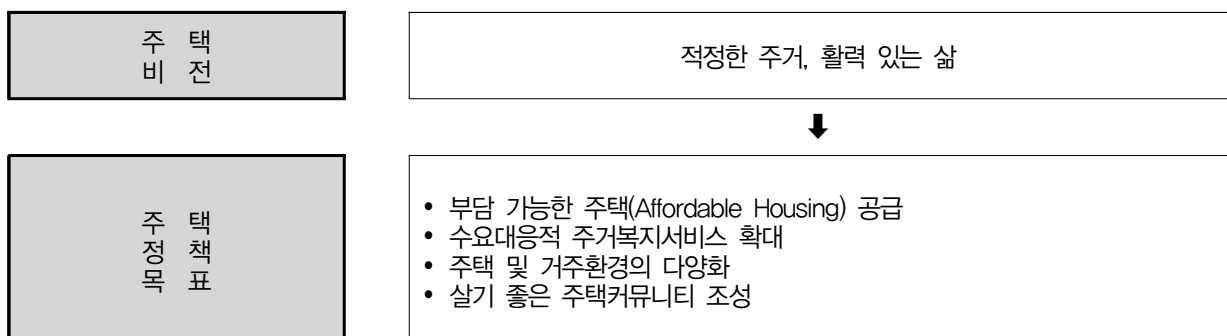 주 택
비 전
적정한 주거, 활력 있는 삶
주 택
정 책
목 표
• 부담 가능한 주택(Affordable Housing) 공급
• 수요대응적 주거복지서비스 확대
• 주택 및 거주환경의 다양화
• 살기 좋은 주택커뮤니티 조성